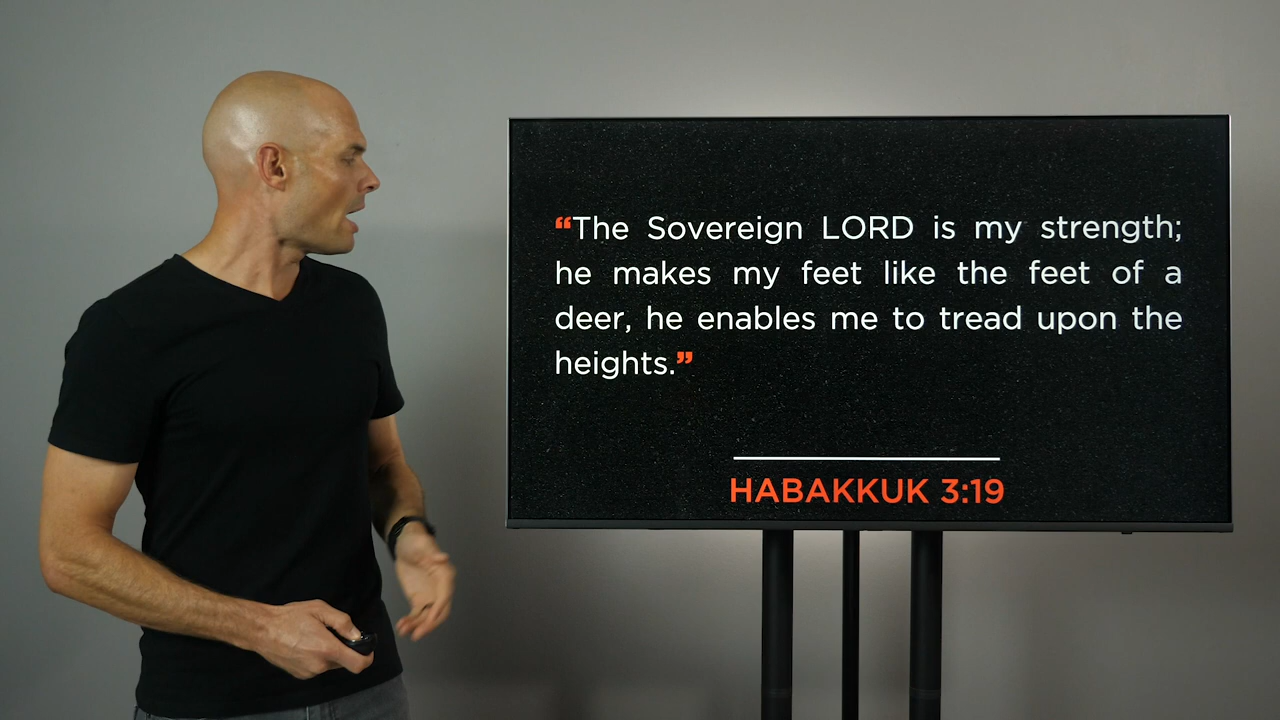 “The Sovereign LORD is my strength;
he makes my feet like the feet of a
deer, he enables me to tread upon the
heights.”
HABAKKUK 3:19